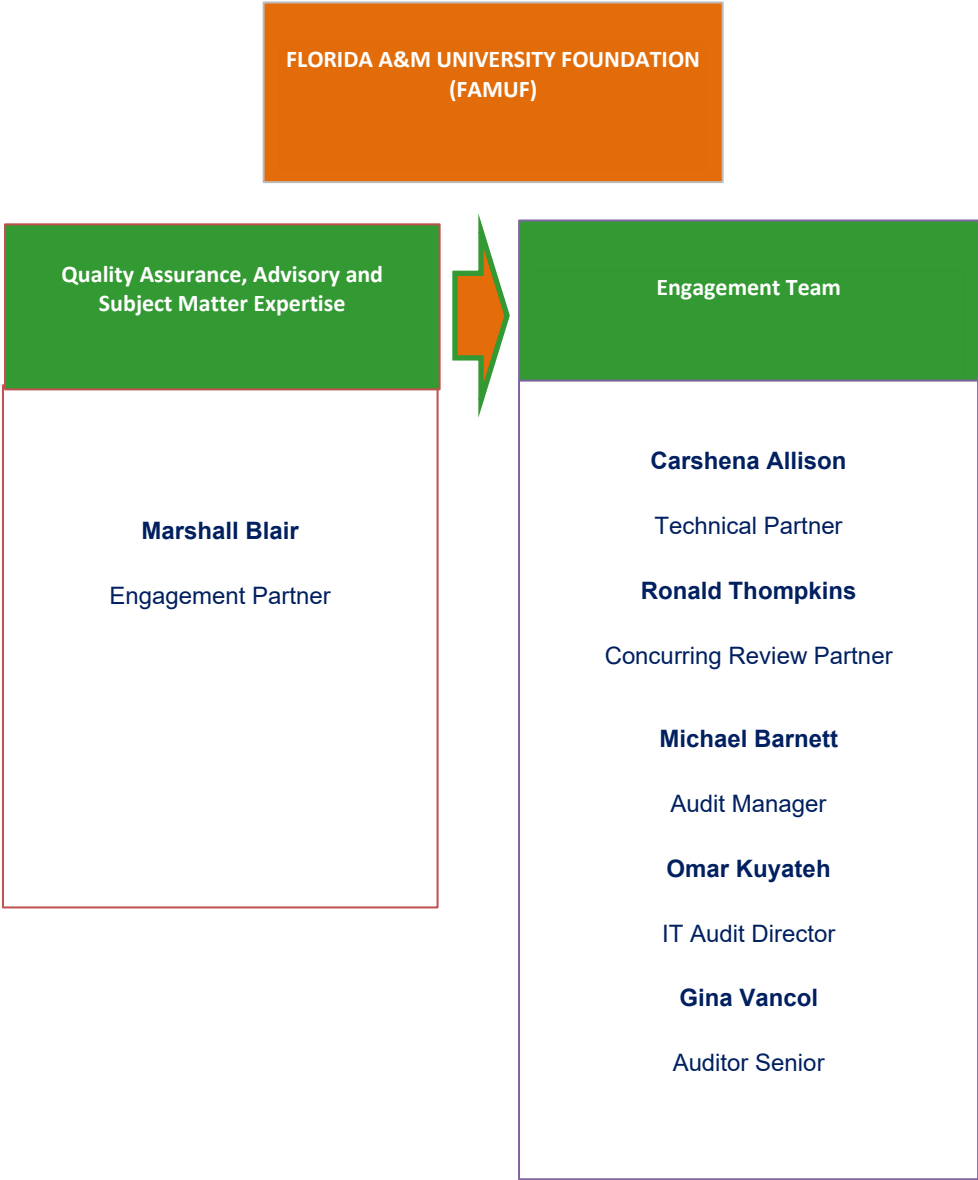 FLORIDA A&M UNIVERSITY FOUNDATION
(FAMUF)
Quality Assurance, Advisory and
Subject Matter Expertise
Marshall Blair
Engagement Partner
Engagement Team
Carshena Allison
Technical Partner
Ronald Thompkins
Concurring Review Partner
Michael Barnett
Audit Manager
Omar Kuyateh
IT Audit Director
Gina Vancol
Auditor Senior